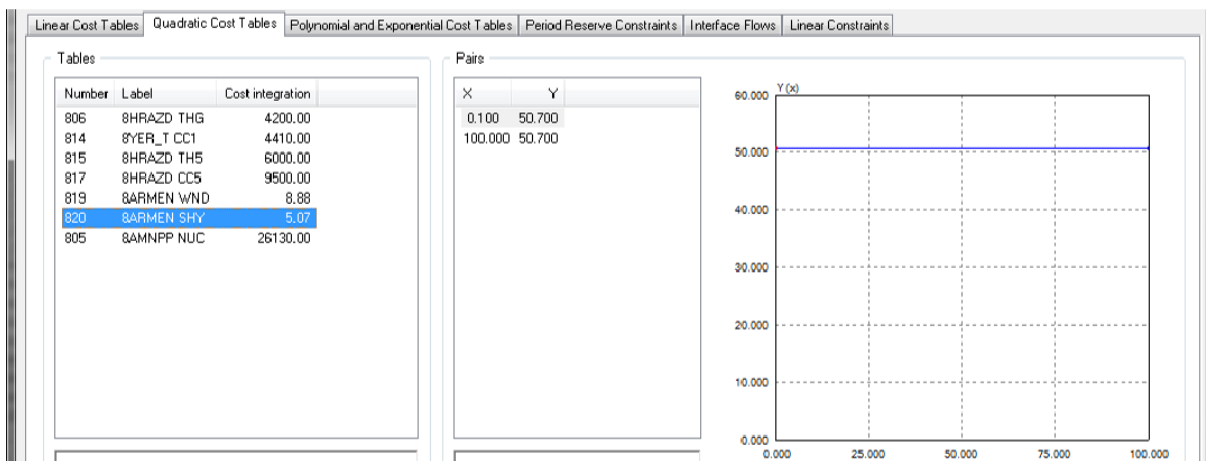 Linear Cost Tables Quadratic Cost Tables Polynomial and Exponential Cost Tables Period Reserve Constraints Interface Flows Linear Constraints
Tables
Number Label Cost integration
806 8HRAZD THG 4200.00
814 8YER_T CC1 4410.00
815 8HRAZD TH5 6000.00
817 8HRAZD CC5 9500.00
819 8ARMEN WND 8.88
820 8ARMEN SHY 5.07
805 8AMNPP NUC 26130.00
Pairs
X Y
0.100 50.700
100.000 50.700
Y (x)
60.000
50.000
40.000
30.000
20.000
10.000
0.000
0.000 25.000 50.000 75.000 100.000